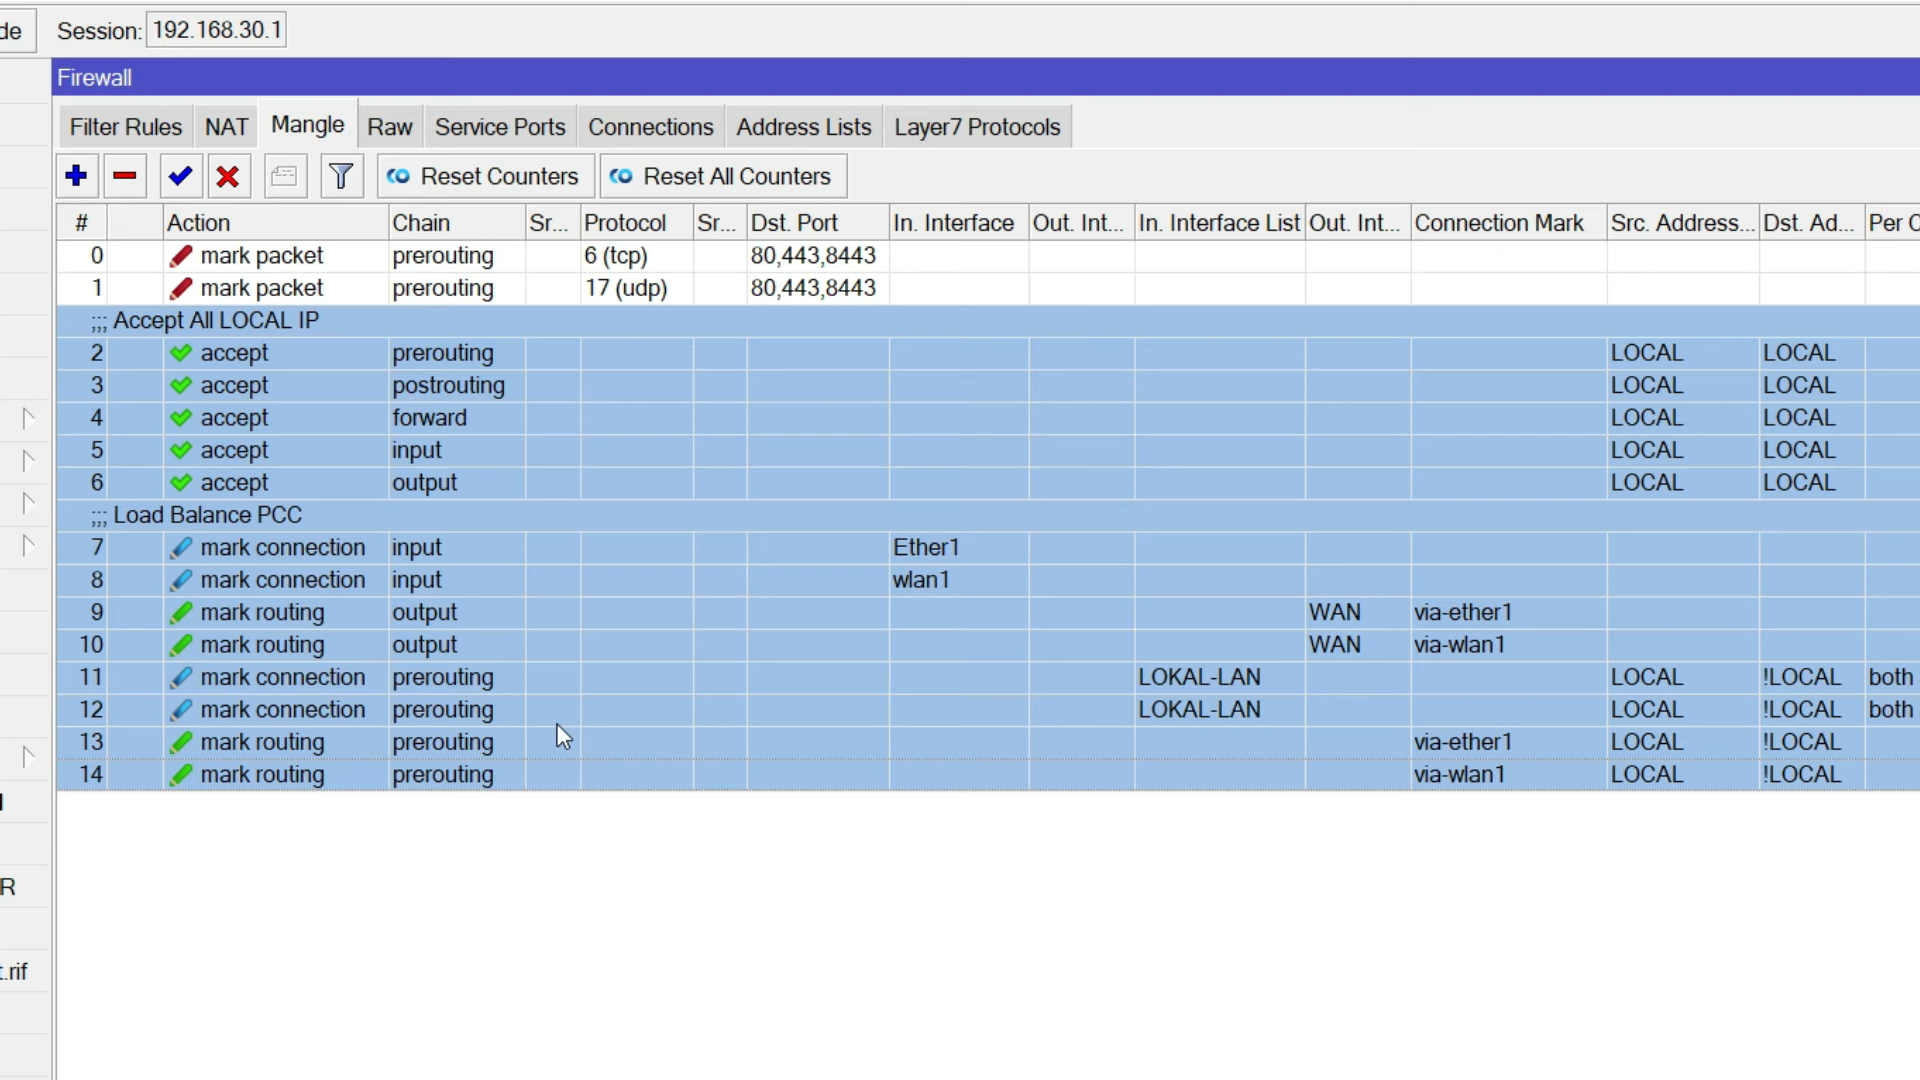 de Session: 192.168.30.1
Firewall
Filter Rules NAT Mangle Raw Service Ports Connections Address Lists Layer7 Protocols
Reset Counters Reset All Counters
# Action Chain Sr... Protocol Sr... Dst. Port In. Interface Out. Int... In. Interface List Out. Int... Connection Mark Src. Address... Dst. Ad... Per C
0 mark packet prerouting 6 (tcp) 80,443,8443
1 mark packet prerouting 17 (udp) 80,443,8443
;;; Accept All LOCAL IP
2 accept prerouting LOCAL LOCAL
3 accept postrouting LOCAL LOCAL
4 accept forward LOCAL LOCAL
5 accept input LOCAL LOCAL
6 accept output LOCAL LOCAL
;;; Load Balance PCC
7 mark connection input Ether1
8 mark connection input wlan1
9 mark routing output WAN via-ether1
10 mark routing output WAN via-wlan1
11 mark connection prerouting LOKAL-LAN LOCAL !LOCAL both
12 mark connection prerouting LOKAL-LAN LOCAL !LOCAL both
13 mark routing prerouting via-ether1 LOCAL !LOCAL
14 mark routing prerouting via-wlan1 LOCAL !LOCAL
R
t.rif